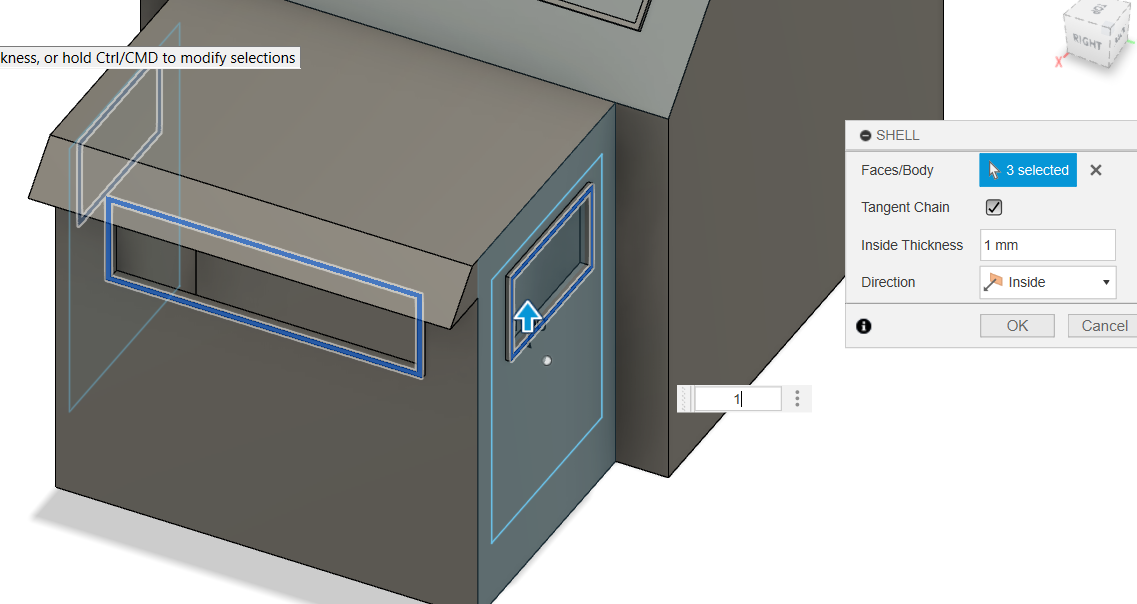 kness, or hold Ctrl/CMD to modify selections
RIGHT
X
SHELL
Faces/Body
3 selected
Tangent Chain
Inside Thickness
1 mm
Direction
Inside
OK
Cancel
1